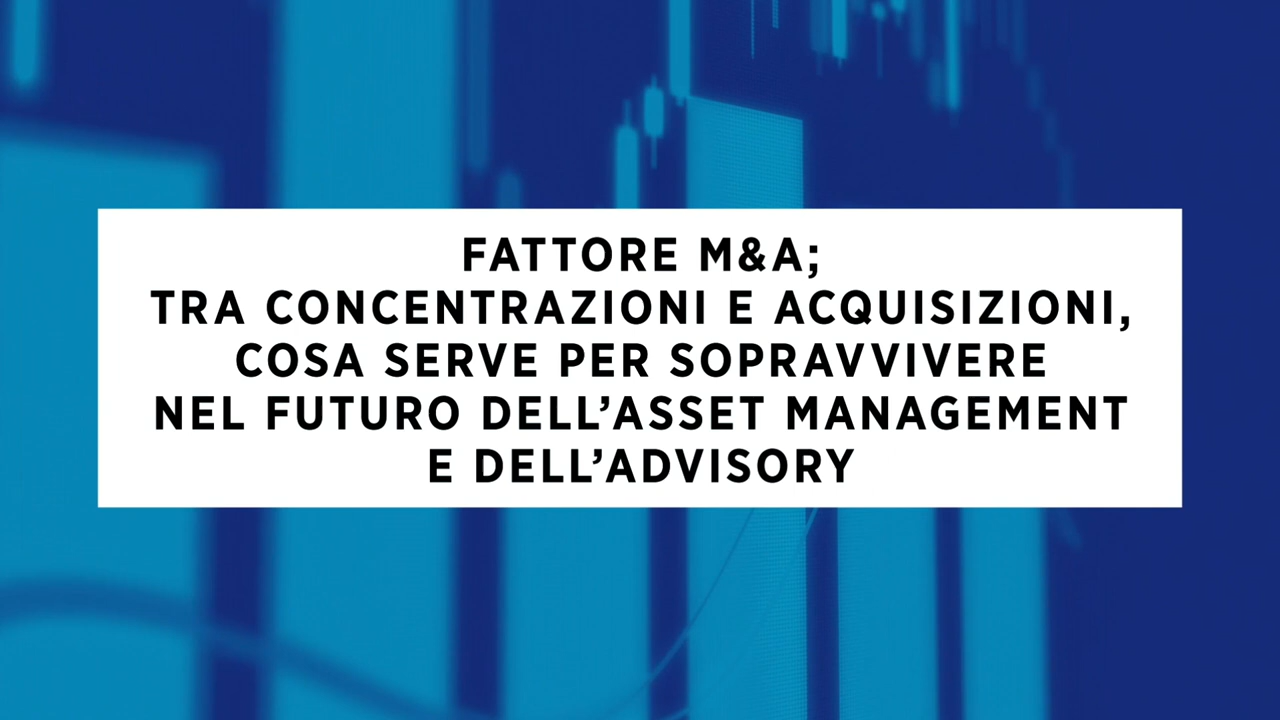 FATTORE M&A;
TRA CONCENTRAZIONI E ACQUISIZIONI,
COSA SERVE PER SOPRAVVIVERE
NEL FUTURO DELL’ASSET MANAGEMENT
E DELL’ADVISORY